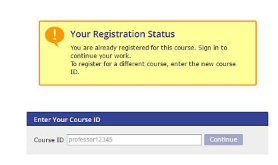 Your Registration Status
You are already registered for this course. Sign in to
continue your work.
To register for a different course, enter the new course
ID.
Enter Your Course ID
Course ID professor12345 Continue